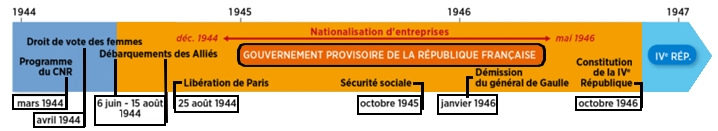 1944 1945 1946 1947
déc. 1944 Nationalisation d'entreprises mai 1946
Droit de vote des femmes
Débarquements des Alliés
GOUVERNEMENT PROVISOIRE DE LA RÉPUBLIQUE FRANÇAISE
IVe RÉP.
Programme
du CNR
Libération de Paris
Sécurité sociale
Démission
du général de Gaulle
Constitution
de la IVe
République
mars 1944
avril 1944
6 juin - 15 août
1944
25 août 1944
octobre 1945
janvier 1946
octobre 1946